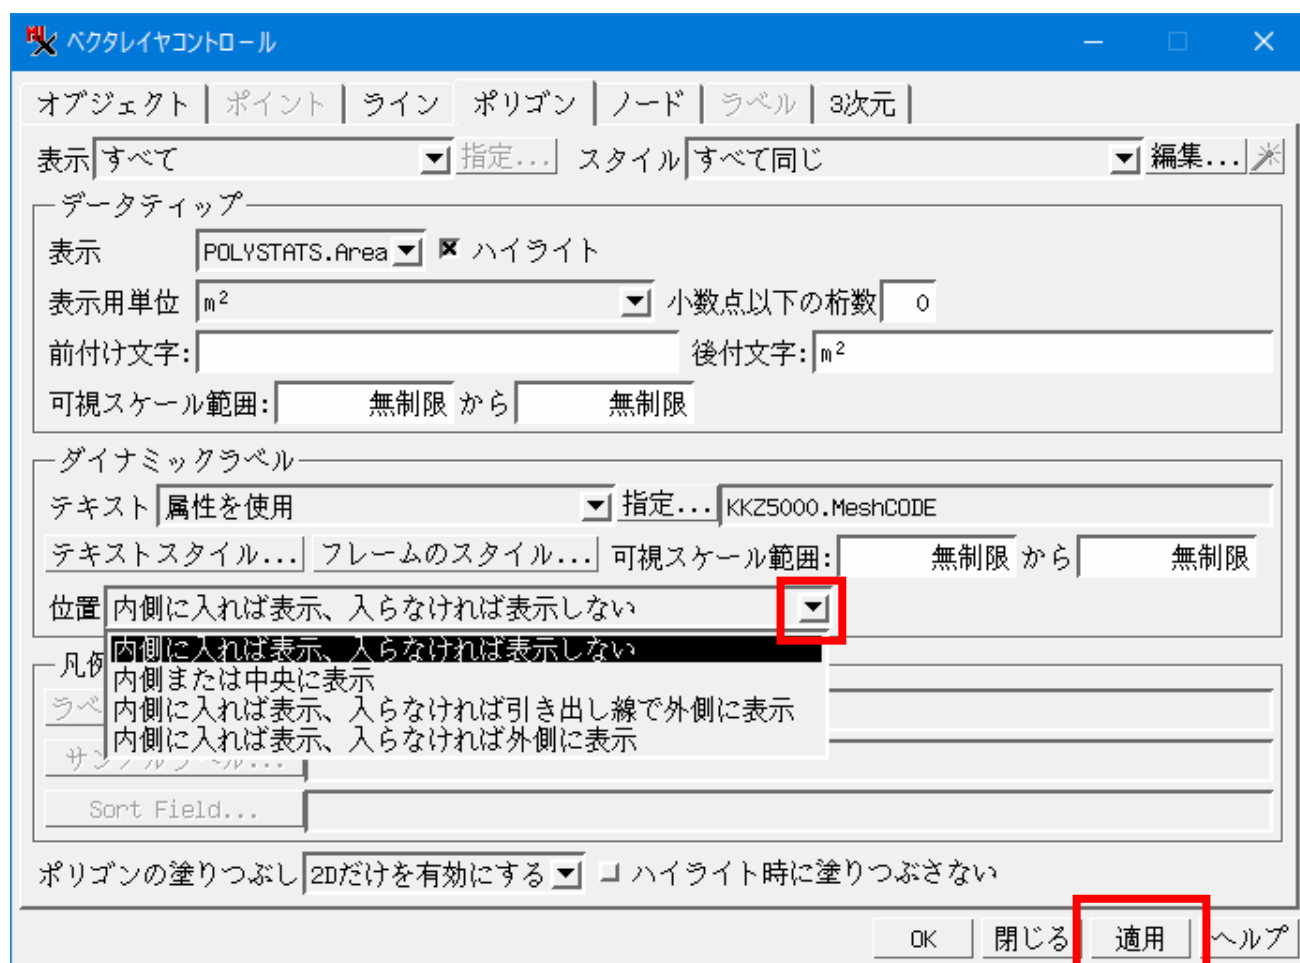 ベクタレイヤコントロール
オブジェクト ポイント ライン ポリゴン ノード ラベル 3次元
表示 すべて 指定... スタイル すべて同じ 編集...
データティップ
表示 POLYSTATS.Area ハイライト
表示用単位 m² 小数点以下の桁数 0
前付け文字: 後付文字: m²
可視スケール範囲: 無制限 から 無制限
ダイナミックラベル
テキスト 属性を使用 指定... KKZ5000.MeshCODE
テキストスタイル... フレームのスタイル... 可視スケール範囲: 無制限 から 無制限
位置 内側に入れば表示、入らなければ表示しない
内側に入れば表示、入らなければ表示しない
凡例
内側または中央に表示
ラベ
内側に入れば表示、入らなければ引き出し線で外側に表示
内側に入れば表示、入らなければ外側に表示
サンプルラベル...
Sort Field...
ポリゴンの塗りつぶし 2Dだけを有効にする ハイライト時に塗りつぶさない
OK 閉じる 適用 ヘルプ